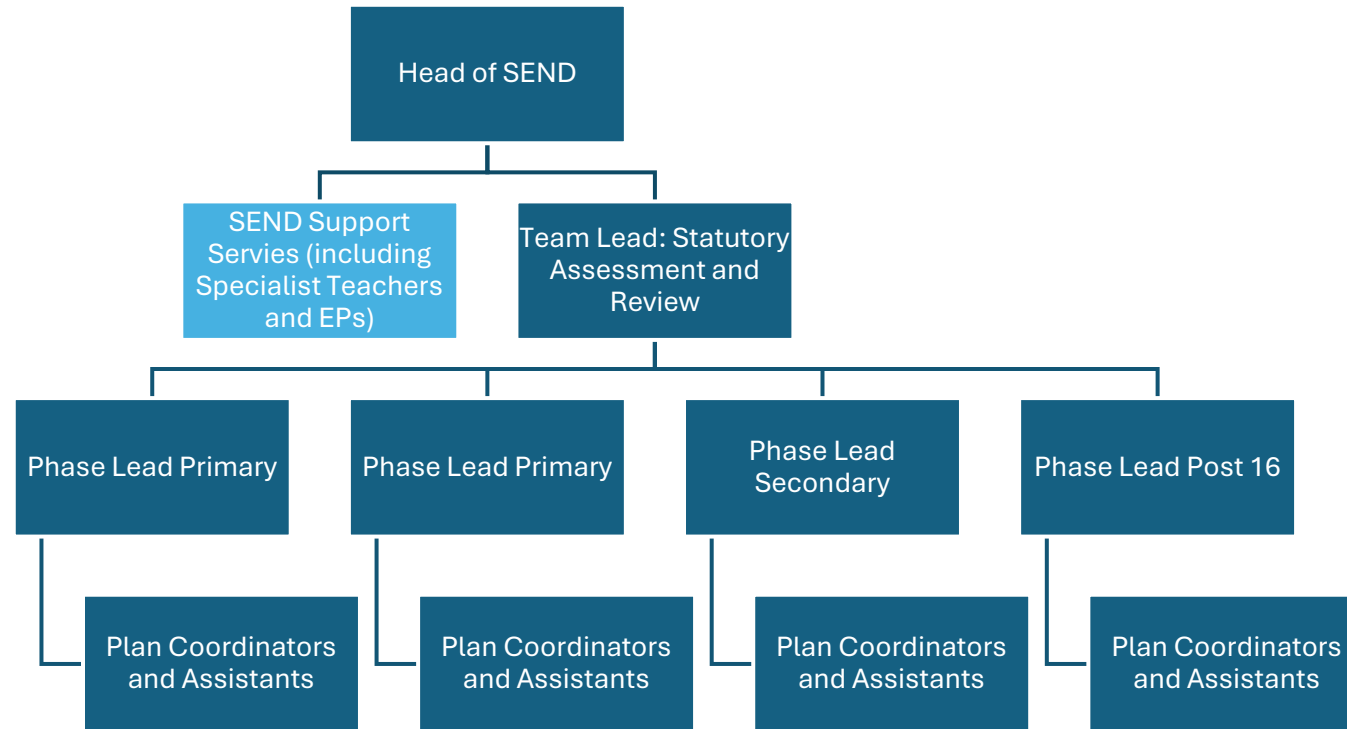 Head of SEND
SEND Support
Servies (including
Specialist Teachers
and EPs)
Team Lead: Statutory
Assessment and
Review
Phase Lead Primary
Phase Lead Primary
Phase Lead
Secondary
Phase Lead Post 16
Plan Coordinators
and Assistants
Plan Coordinators
and Assistants
Plan Coordinators
and Assistants
Plan Coordinators
and Assistants